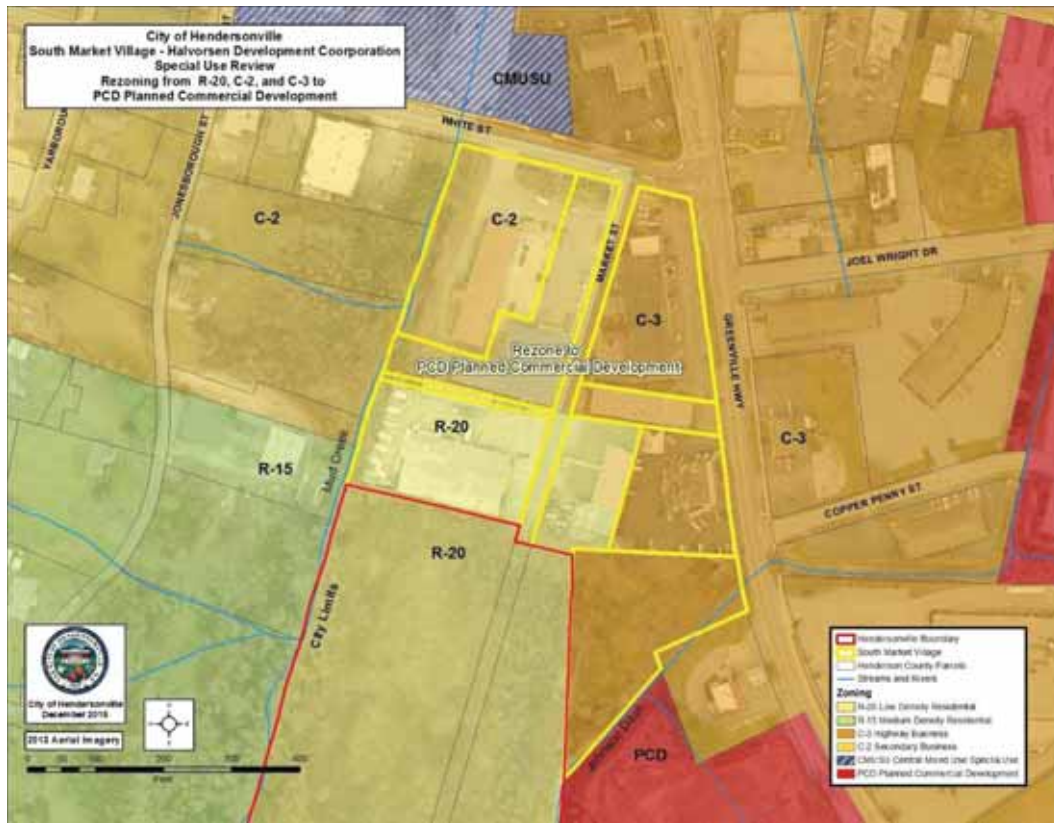 City of Hendersonville
South Market Village - Halvorsen Development Coorporation
Special Use Review
Rezoning from R-20, C-2, and C-3 to
PCD Planned Commercial Development
CMUSU
WHITE ST
JONESBOROUGH ST
C-2
C-2
MARKET ST
JOEL WRIGHT DR
C-3
GREENVILLE HWY
Rezone to
PCD Planned Commercial Development
R-20
C-3
R-15
Mud Creek
COPPER PENNY ST
R-20
City Limits
PCD
City of Hendersonville
December 2015
Aerial Imagery
Hendersonville Boundary
South Market Village
Henderson County Parcels
Streams and Rivers
Zoning
R-20 Low Density Residential
R-15 Medium Density Residential
C-3 Highway Business
C-2 Secondary Business
CMUSU Central Mixed Use Special Use
PCD Planned Commercial Development